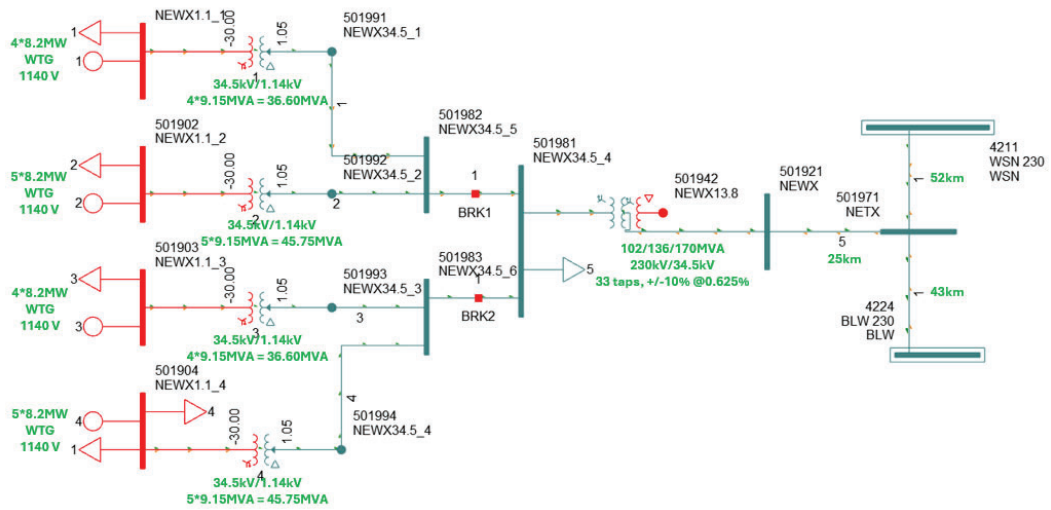 1
NEWX1.1_1
4*8.2MW
WTG
1140 V
1
-30.00
1.05
1
34.5kV/1.14kV
4*9.15MVA = 36.60MVA
501991
NEWX34.5_1
1
501902
NEWX1.1_2
5*8.2MW
WTG
1140 V
2
2
-30.00
1.05
2
34.5kV/1.14kV
5*9.15MVA = 45.75MVA
501992
NEWX34.5_2
2
501982
NEWX34.5_5
1
BRK1
501903
NEWX1.1_3
4*8.2MW
WTG
1140 V
3
3
-30.00
1.05
3
34.5kV/1.14kV
4*9.15MVA = 36.60MVA
501993
NEWX34.5_3
3
501983
NEWX34.5_6
1
BRK2
501904
NEWX1.1_4
5*8.2MW
WTG
1140 V
4
1
4
-30.00
1.05
4
34.5kV/1.14kV
5*9.15MVA = 45.75MVA
501994
NEWX34.5_4
4
501981
NEWX34.5_4
5
501942
NEWX13.8
102/136/170MVA
230kV/34.5kV
33 taps, +/-10% @0.625%
501921
NEWX
501971
NETX
5
25km
4211
WSN 230
WSN
1
52km
1
43km
4224
BLW 230
BLW